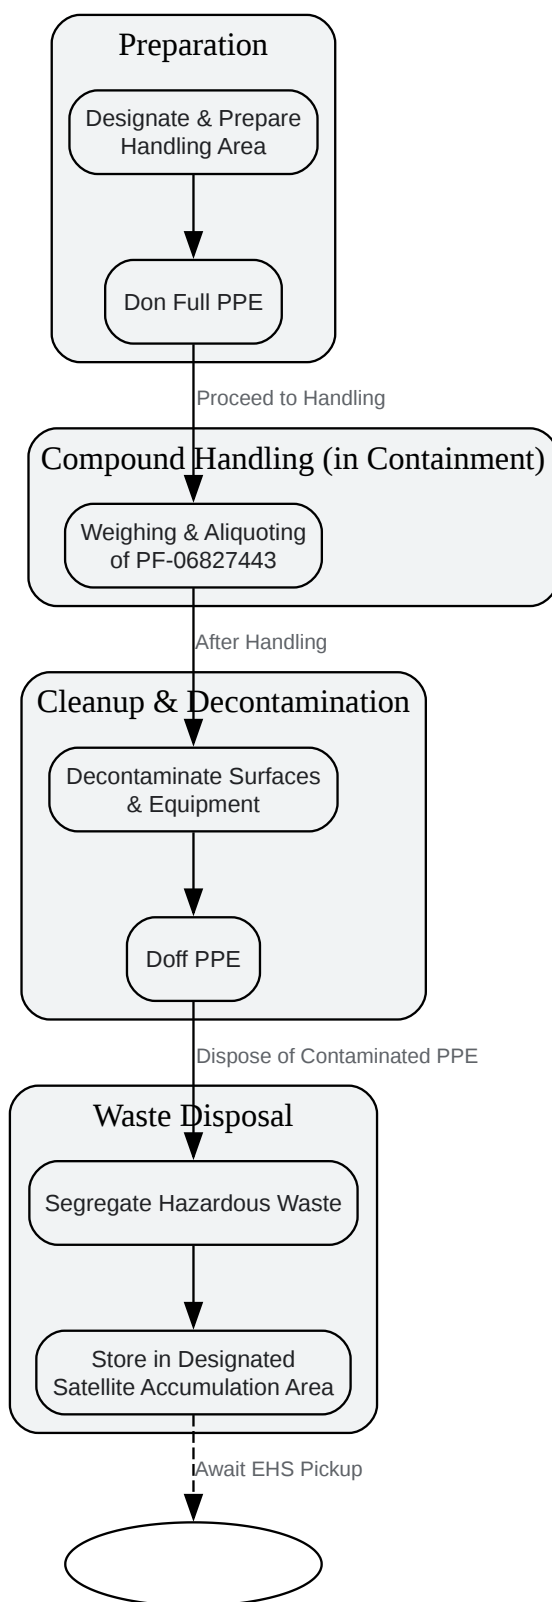 Preparation
Designate & Prepare
Handling Area
Don Full PPE
Proceed to Handling
Compound Handling (in Containment)
Weighing & Aliquoting
of PF-06827443
After Handling
Cleanup & Decontamination
Decontaminate Surfaces
& Equipment
Doff PPE
Dispose of Contaminated PPE
Waste Disposal
Segregate Hazardous Waste
Store in Designated
Satellite Accumulation Area
Await EHS Pickup